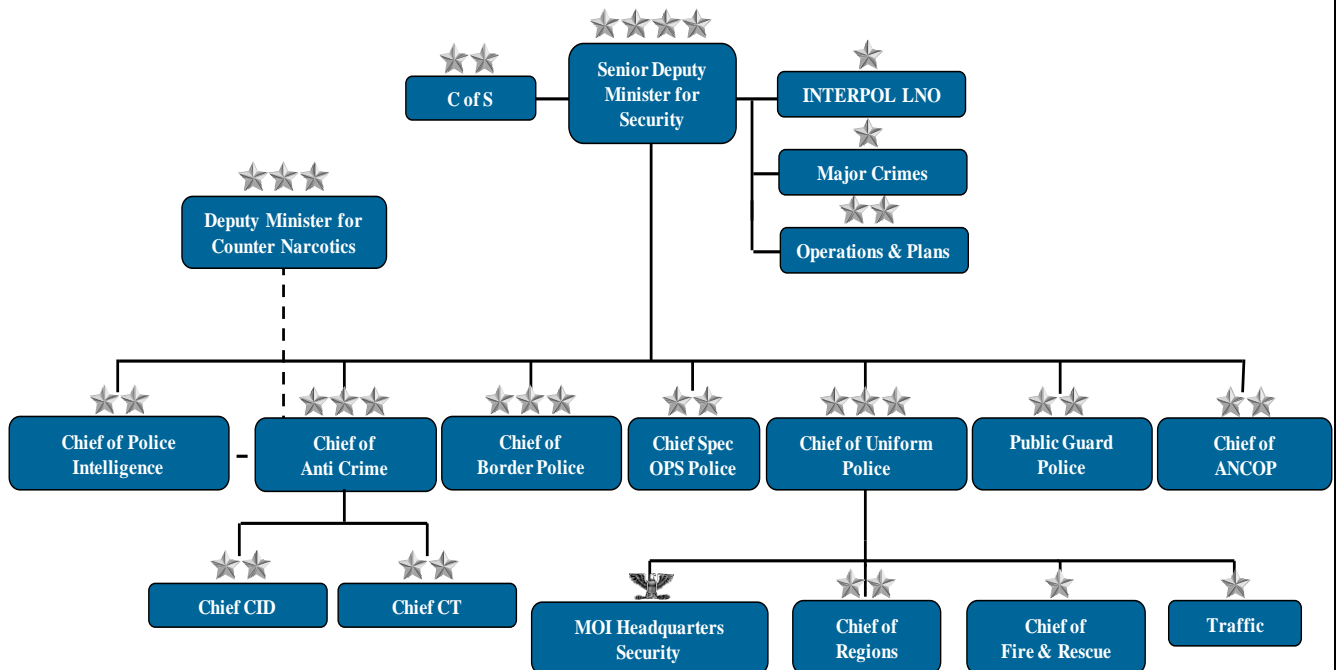 Senior Deputy
Minister for
Security
C of S
INTERPOL LNO
Major Crimes
Operations & Plans
Deputy Minister for
Counter Narcotics
Chief of Police
Intelligence
Chief of
Anti Crime
Chief of
Border Police
Chief Spec
OPS Police
Chief of Uniform
Police
Public Guard
Police
Chief of
ANCOP
Chief CID
Chief CT
MOI Headquarters
Security
Chief of
Regions
Chief of
Fire & Rescue
Traffic